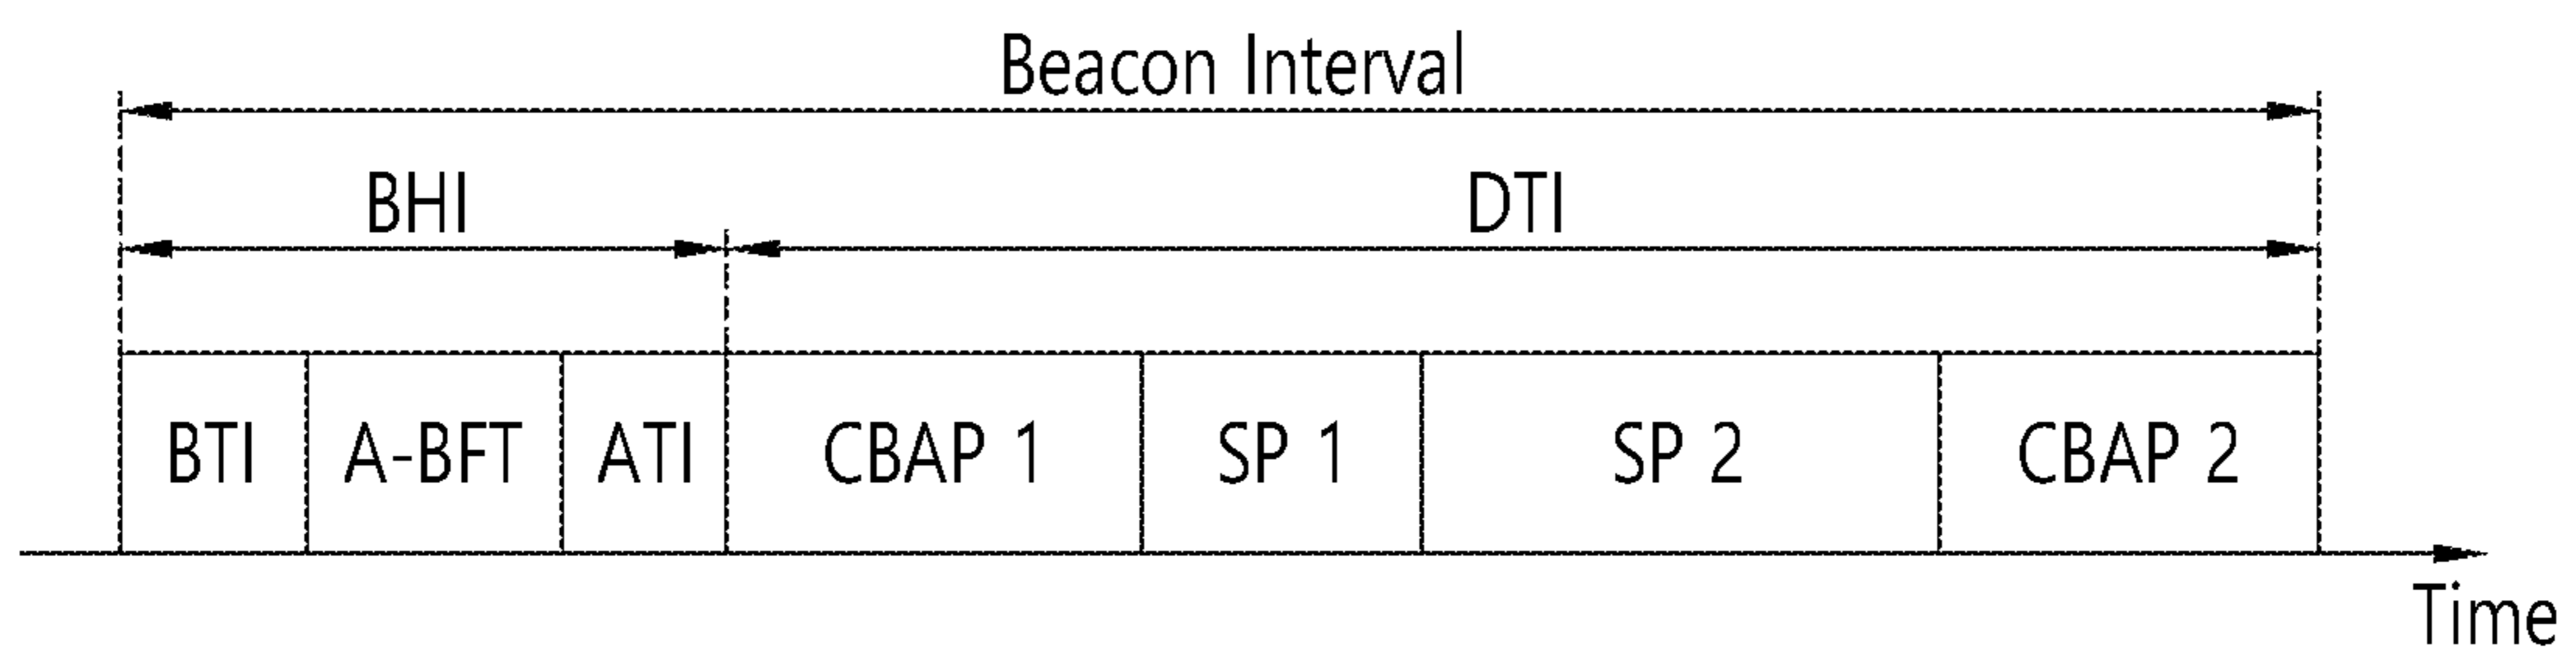 Beacon Interval
BHI DTI
BTI A-BFT ATI CBAP 1 SP 1 SP 2 CBAP 2
Time